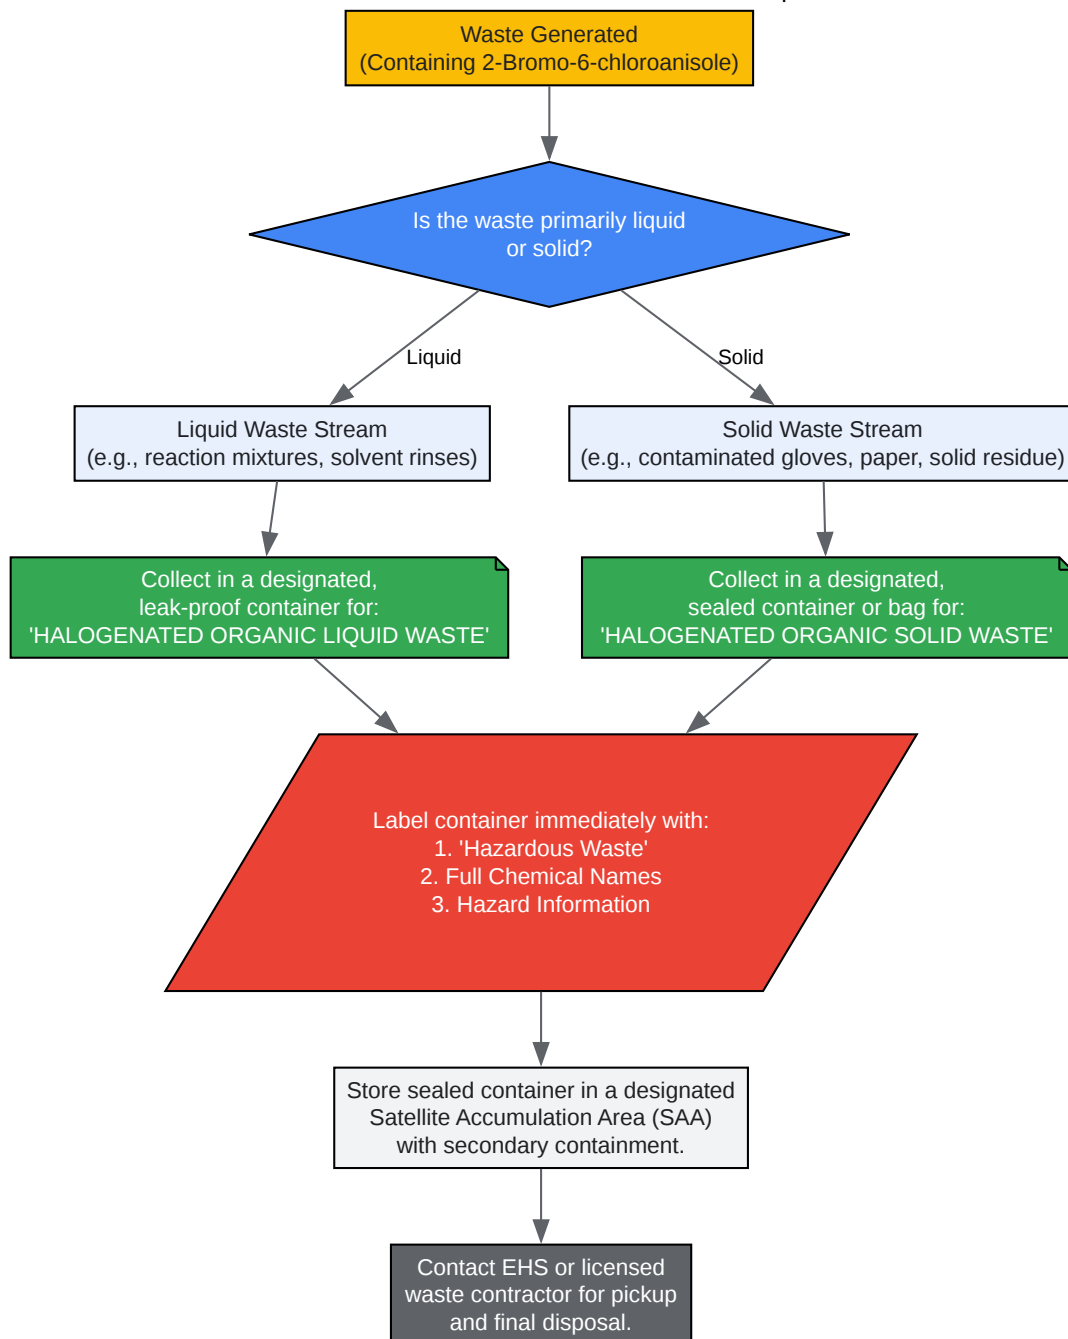 Waste Generated
(Containing 2-Bromo-6-chloroanisole)
Is the waste primarily liquid
or solid?
Liquid
Solid
Liquid Waste Stream
(e.g., reaction mixtures, solvent rinses)
Solid Waste Stream
(e.g., contaminated gloves, paper, solid residue)
Collect in a designated,
leak-proof container for:
'HALOGENATED ORGANIC LIQUID WASTE'
Collect in a designated,
sealed container or bag for:
'HALOGENATED ORGANIC SOLID WASTE'
Label container immediately with:
1. 'Hazardous Waste'
2. Full Chemical Names
3. Hazard Information
Store sealed container in a designated
Satellite Accumulation Area (SAA)
with secondary containment.
Contact EHS or licensed
waste contractor for pickup
and final disposal.